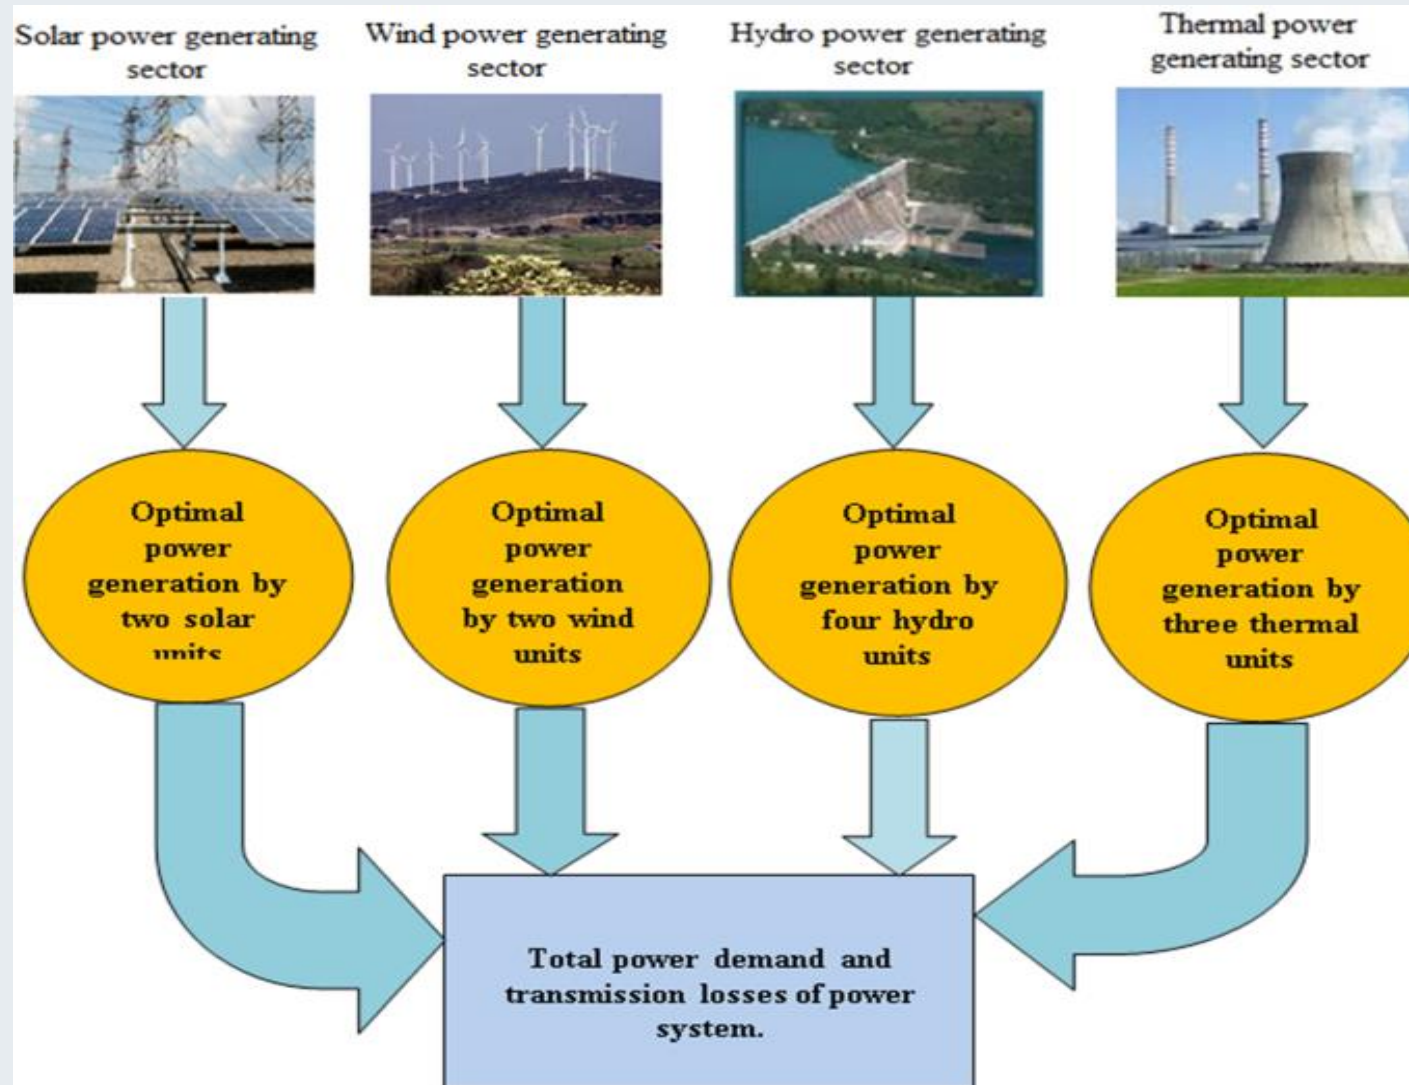 Solar power generating
sector
Wind power generating
sector
Hydro power generating
sector
Thermal power
generating sector
Optimal
power
generation by
two solar
units
Optimal
power
generation
by two wind
units
Optimal
power
generation by
four hydro
units
Optimal
power
generation by
three thermal
units
Total power demand and
transmission losses of power
system.